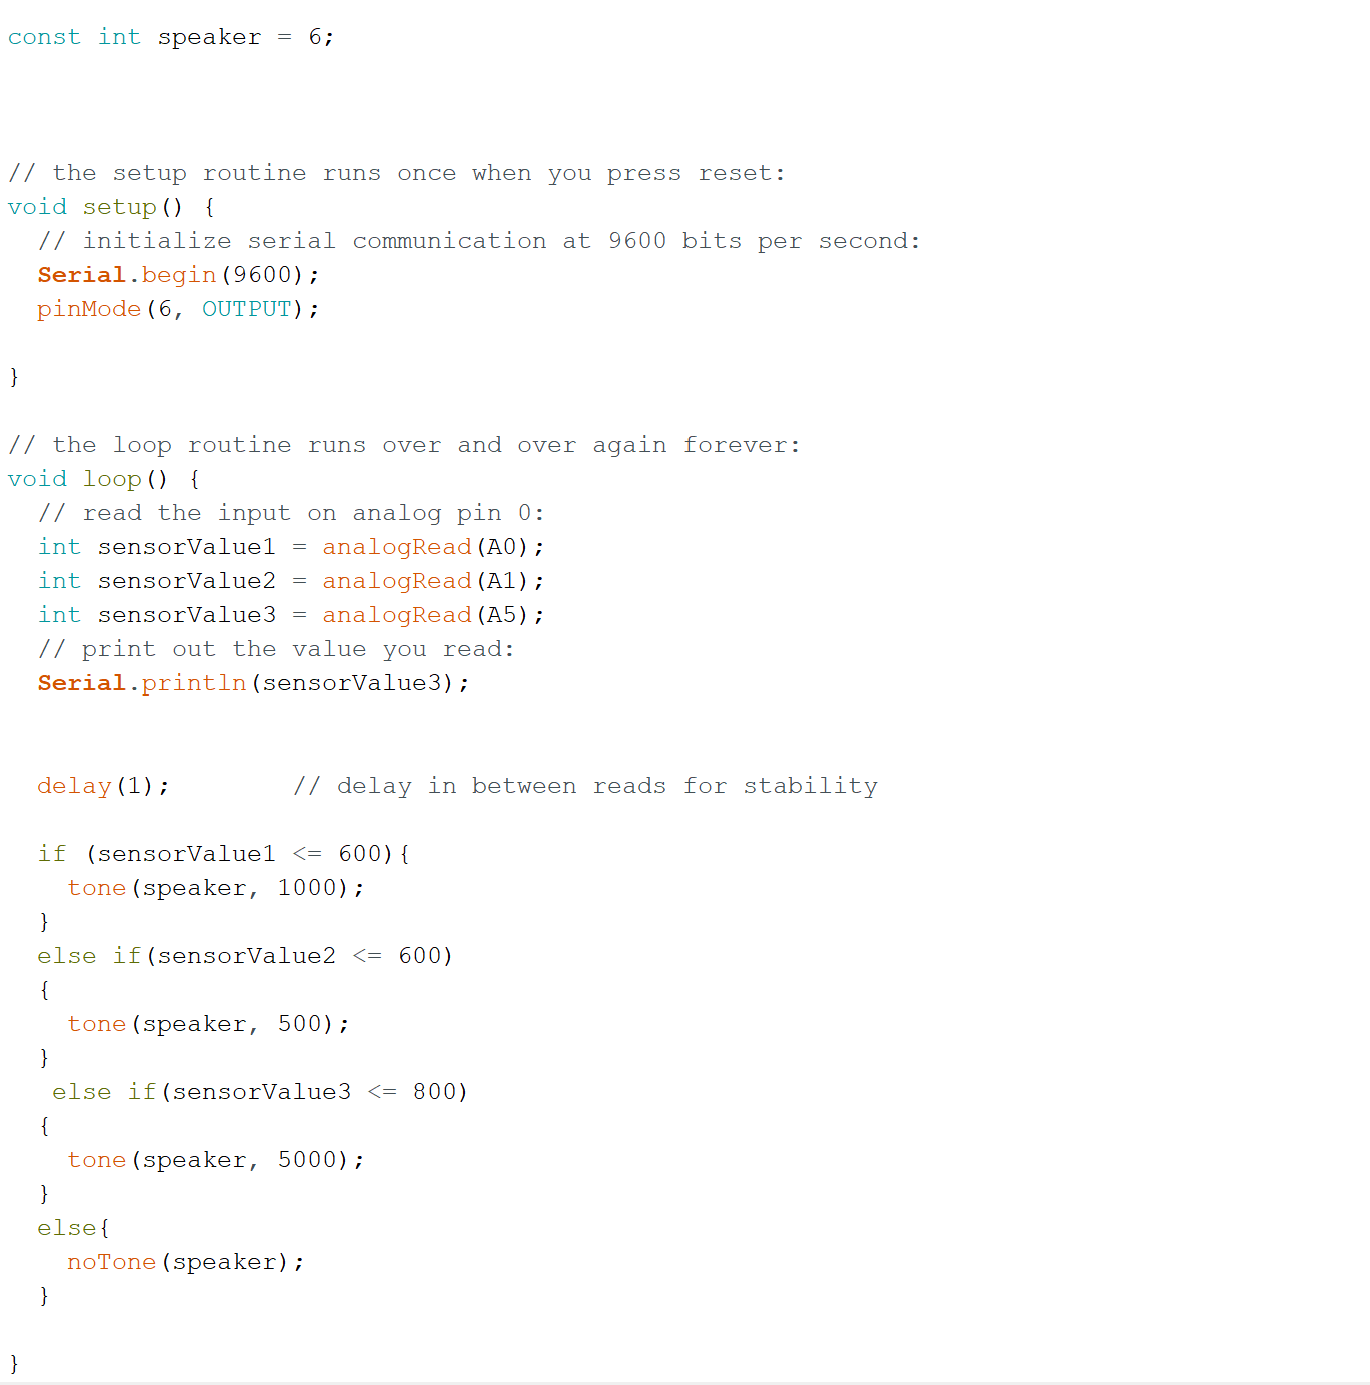 const int speaker = 6;
// the setup routine runs once when you press reset:
void setup() {
  // initialize serial communication at 9600 bits per second:
  Serial.begin(9600);
  pinMode(6, OUTPUT);
}
// the loop routine runs over and over again forever:
void loop() {
  // read the input on analog pin 0:
  int sensorValue1 = analogRead(A0);
  int sensorValue2 = analogRead(A1);
  int sensorValue3 = analogRead(A5);
  // print out the value you read:
  Serial.println(sensorValue3);
  delay(1);        // delay in between reads for stability
  if (sensorValue1 <= 600){
    tone(speaker, 1000);
  }
  else if(sensorValue2 <= 600)
  {
    tone(speaker, 500);
  }
   else if(sensorValue3 <= 800)
  {
    tone(speaker, 5000);
  }
  else{
    noTone(speaker);
  }
}